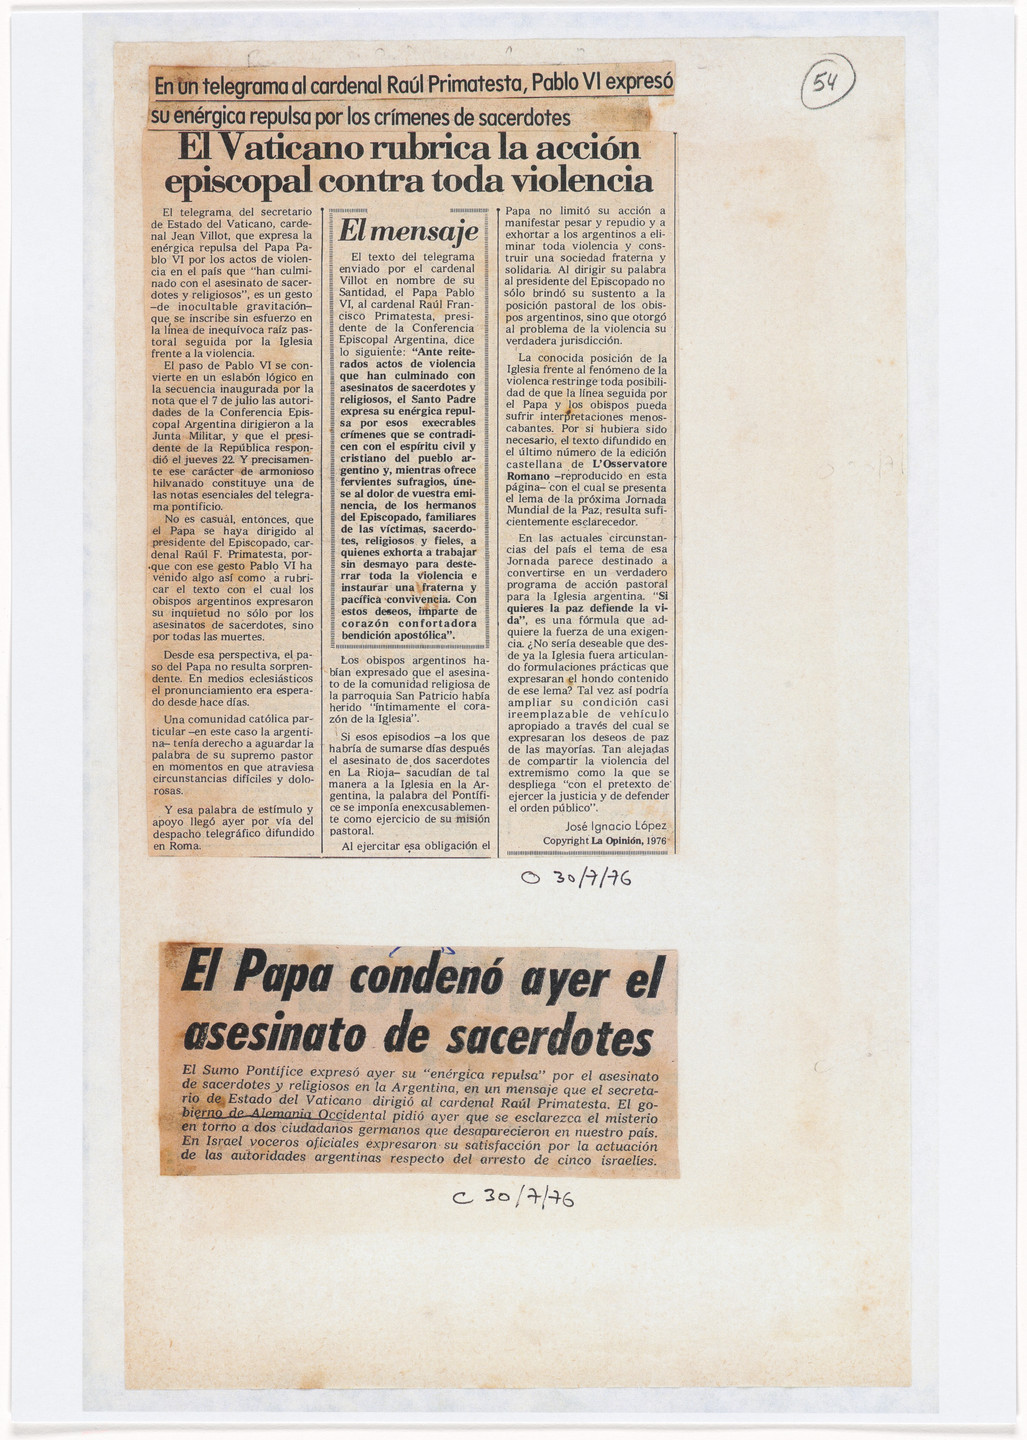 54
En un telegrama al cardenal Raúl Primatesta, Pablo VI expresó
su enérgica repulsa por los crímenes de sacerdotes
El Vaticano rubrica la acción
episcopal contra toda violencia
El telegrama del secretario
de Estado del Vaticano, carde-
nal Jean Villot, que expresa la
enérgica repulsa del Papa Pa-
blo VI por los actos de violen-
cia en el país que “han culmi-
nado con el asesinato de sacer-
dotes y religiosos”, es un gesto
–de inocultable gravitación–
que se inscribe sin esfuerzo en
la línea de inequívoca raíz pas-
toral seguida por la Iglesia
frente a la violencia.
El paso de Pablo VI se con-
vierte en un eslabón lógico en
la secuencia inaugurada por la
nota que el 7 de julio las autori-
dades de la Conferencia Epis-
copal Argentina dirigieron a la
Junta Militar, y que el presi-
dente de la República respon-
dió el jueves 22. Y precisamen-
te ese carácter de armonioso
hilvanado constituye una de
las notas esenciales del telegra-
ma pontificio.
No es casual, entonces, que
el Papa se haya dirigido al
presidente del Episcopado, car-
denal Raúl F. Primatesta, por-
que con ese gesto Pablo VI ha
venido algo así como a rubri-
car el texto con el cual los
obispos argentinos expresaron
su inquietud no sólo por los
asesinatos de sacerdotes, sino
por todas las muertes.
Desde esa perspectiva, el pa-
so del Papa no resulta sorpren-
dente. En medios eclesiásticos
el pronunciamiento era espera-
do desde hace días.
Una comunidad católica par-
ticular –en este caso la argenti-
na– tenía derecho a aguardar la
palabra de su supremo pastor
en momentos en que atraviesa
circunstancias difíciles y dolo-
rosas.
Y esa palabra de estímulo y
apoyo llegó ayer por vía del
despacho telegráfico difundido
en Roma.
El mensaje
El texto del telegrama
enviado por el cardenal
Villot en nombre de su
Santidad, el Papa Pablo
VI, al cardenal Raúl Fran-
cisco Primatesta, presi-
dente de la Conferencia
Episcopal Argentina, dice
lo siguiente: “Ante reite-
rados actos de violencia
que han culminado con
asesinatos de sacerdotes y
religiosos, el Santo Padre
expresa su enérgica repul-
sa por esos execrables
crímenes que se contradi-
cen con el espíritu civil y
cristiano del pueblo ar-
gentino y, mientras ofrece
fervientes sufragios, úne-
se al dolor de vuestra emi-
nencia, de los hermanos
del Episcopado, familiares
de las víctimas, sacerdo-
tes, religiosos y fieles, a
quienes exhorta a trabajar
sin desmayo para deste-
rrar toda la violencia e
instaurar una fraterna y
pacífica convivencia. Con
estos deseos, imparte de
corazón confortadora
bendición apostólica”.
Los obispos argentinos ha-
bían expresado que el asesina-
to de la comunidad religiosa de
la parroquia San Patricio había
herido “íntimamente el cora-
zón de la Iglesia”.
Si esos episodios –a los que
habría de sumarse días después
el asesinato de dos sacerdotes
en La Rioja– sacudían de tal
manera a la Iglesia en la Ar-
gentina, la palabra del Pontífi-
ce se imponía enexcusablemen-
te como ejercicio de su misión
pastoral.
Al ejercitar esa obligación el
Papa no limitó su acción a
manifestar pesar y repudio y a
exhortar a los argentinos a eli-
minar toda violencia y cons-
truir una sociedad fraterna y
solidaria. Al dirigir su palabra
al presidente del Episcopado no
sólo brindó su sustento a la
posición pastoral de los obis-
pos argentinos, sino que otorgó
al problema de la violencia su
verdadera jurisdicción.
La conocida posición de la
Iglesia frente al fenómeno de la
violenca restringe toda posibili-
dad de que la línea seguida por
el Papa y los obispos pueda
sufrir interpretaciones menos-
cabantes. Por si hubiera sido
necesario, el texto difundido en
el último número de la edición
castellana de L’Osservatore
Romano –reproducido en esta
página– con el cual se presenta
el lema de la próxima Jornada
Mundial de la Paz, resulta sufi-
cientemente esclarecedor.
En las actuales circunstan-
cias del país el tema de esa
Jornada parece destinado a
convertirse en un verdadero
programa de acción pastoral
para la Iglesia argentina. “Si
quieres la paz defiende la vi-
da”, es una fórmula que ad-
quiere la fuerza de una exigen-
cia. ¿No sería deseable que des-
de ya la Iglesia fuera articulan-
do formulaciones prácticas que
expresaran el hondo contenido
de ese lema? Tal vez así podría
ampliar su condición casi
ireemplazable de vehículo
apropiado a través del cual se
expresaran los deseos de paz
de las mayorías. Tan alejadas
de compartir la violencia del
extremismo como la que se
despliega “con el pretexto de
ejercer la justicia y de defender
el orden público”.
José Ignacio López
Copyright La Opinión, 1976
O 30/7/76
El Papa condenó ayer el
asesinato de sacerdotes
El Sumo Pontífice expresó ayer su “enérgica repulsa” por el asesinato
de sacerdotes y religiosos en la Argentina, en un mensaje que el secreta-
rio de Estado del Vaticano dirigió al cardenal Raúl Primatesta. El go-
bierno de Alemania Occidental pidió ayer que se esclarezca el misterio
en torno a dos ciudadanos germanos que desaparecieron en nuestro país.
En Israel voceros oficiales expresaron su satisfacción por la actuación
de las autoridades argentinas respecto del arresto de cinco israelíes.
C 30/7/76